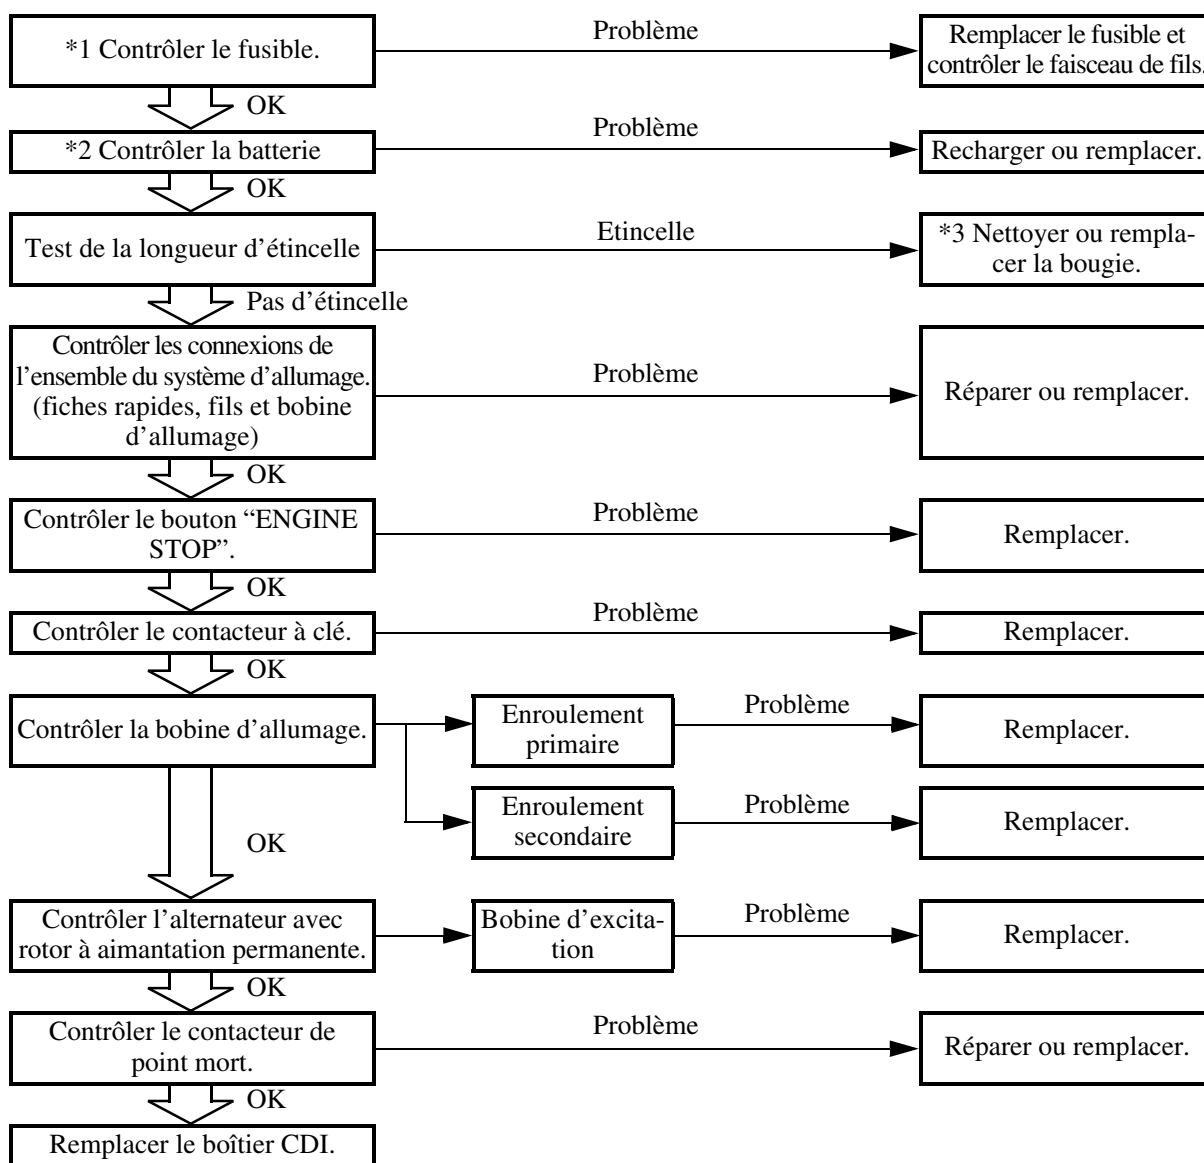 *1 Contrôler le fusible.
Problème
Remplacer le fusible et
contrôler le faisceau de fils.
OK
*2 Contrôler la batterie
Problème
Recharger ou remplacer.
OK
Test de la longueur d’étincelle
Etincelle
*3 Nettoyer ou rempla-
cer la bougie.
Pas d’étincelle
Contrôler les connexions de
l’ensemble du système d’allumage.
(fiches rapides, fils et bobine
d’allumage)
Problème
Réparer ou remplacer.
OK
Contrôler le bouton “ENGINE
STOP”.
Problème
Remplacer.
OK
Contrôler le contacteur à clé.
Problème
Remplacer.
OK
Contrôler la bobine d’allumage.
Enroulement
primaire
Problème
Remplacer.
Enroulement
secondaire
Problème
Remplacer.
OK
Contrôler l’alternateur avec
rotor à aimantation permanente.
Bobine d’excita-
tion
Problème
Remplacer.
OK
Contrôler le contacteur de
point mort.
Problème
Réparer ou remplacer.
OK
Remplacer le boîtier CDI.